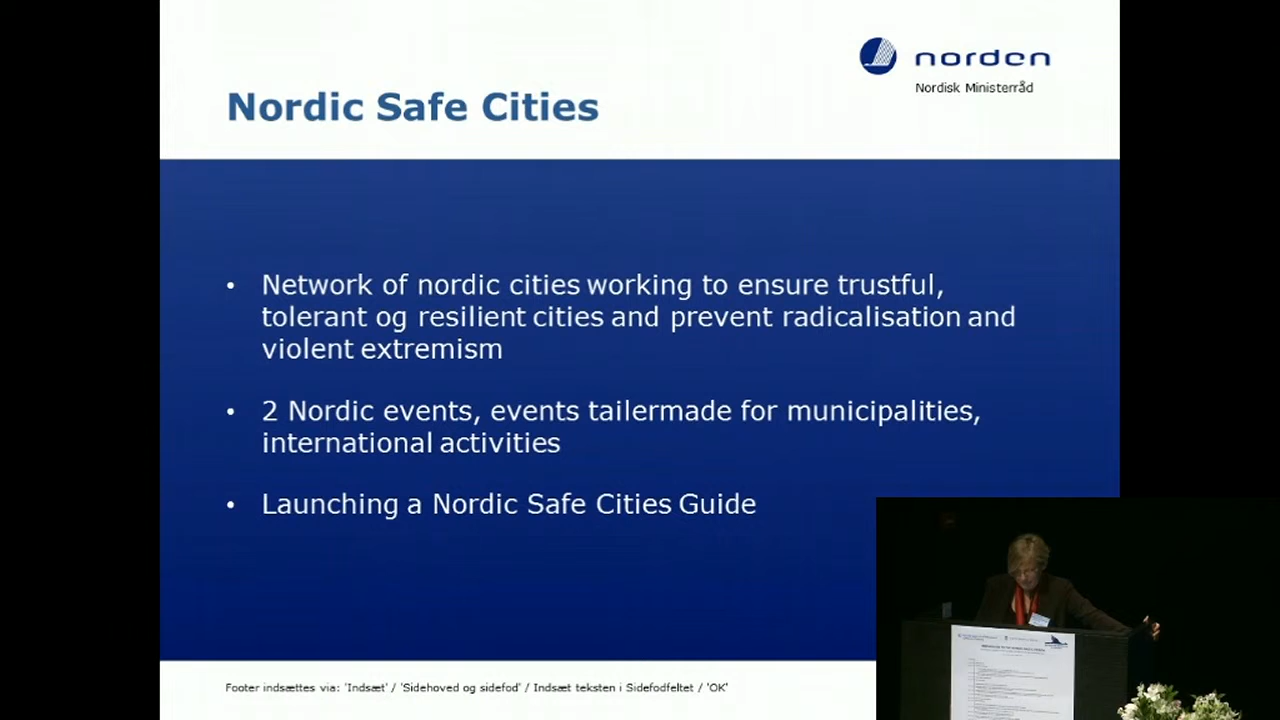 norden
Nordisk Ministerråd
Nordic Safe Cities
• Network of nordic cities working to ensure trustful,
tolerant og resilient cities and prevent radicalisation and
violent extremism
• 2 Nordic events, events tailermade for municipalities,
international activities
• Launching a Nordic Safe Cities Guide
Footer indsættes via: 'Indsæt' / 'Sidehoved og sidefod' / Indsæt teksten i Sidefodfeltet / 'OK'